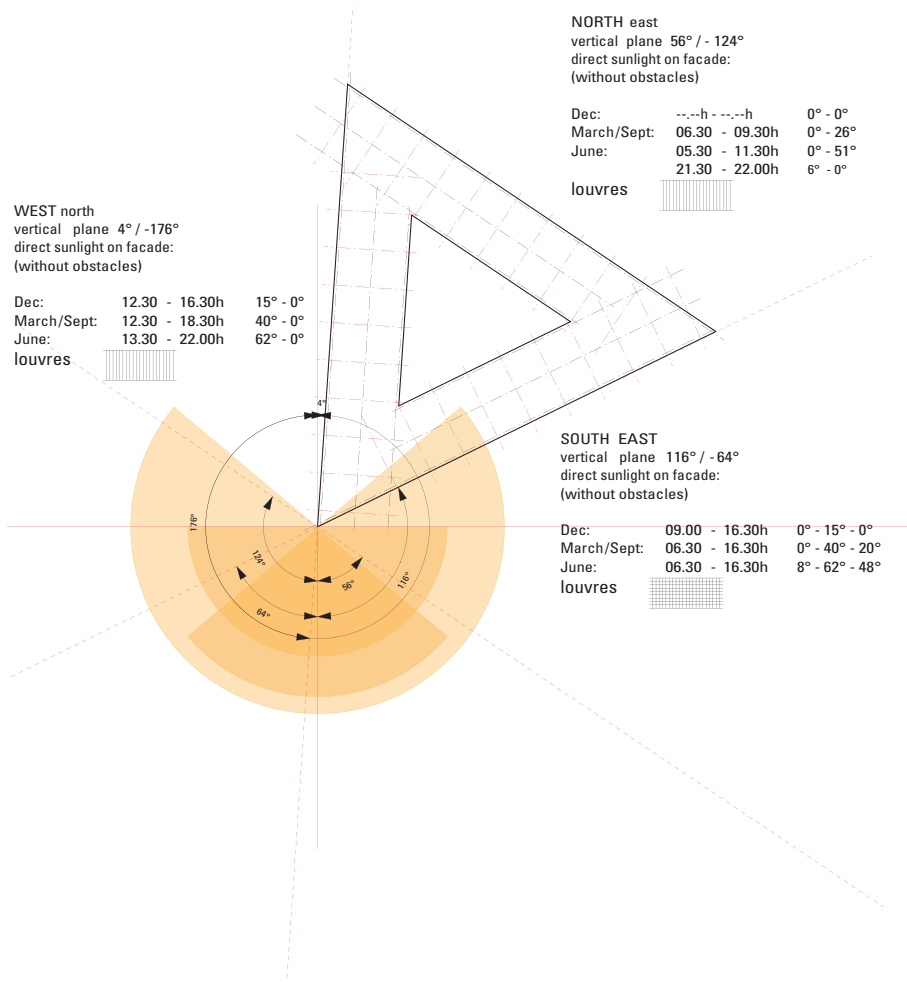 NORTH east
vertical plane 56° / - 124°
direct sunlight on facade:
(without obstacles)
Dec: --.--h - --.--h 0° - 0°
March/Sept: 06.30 - 09.30h 0° - 26°
June: 05.30 - 11.30h 0° - 51°
21.30 - 22.00h 6° - 0°
louvres
WEST north
vertical plane 4° / -176°
direct sunlight on facade:
(without obstacles)
Dec: 12.30 - 16.30h 15° - 0°
March/Sept: 12.30 - 18.30h 40° - 0°
June: 13.30 - 22.00h 62° - 0°
louvres
4°
SOUTH EAST
vertical plane 116° / - 64°
direct sunlight on facade:
(without obstacles)
Dec: 09.00 - 16.30h 0° - 15° - 0°
March/Sept: 06.30 - 16.30h 0° - 40° - 20°
June: 06.30 - 16.30h 8° - 62° - 48°
louvres
176°
124°
56°
116°
64°